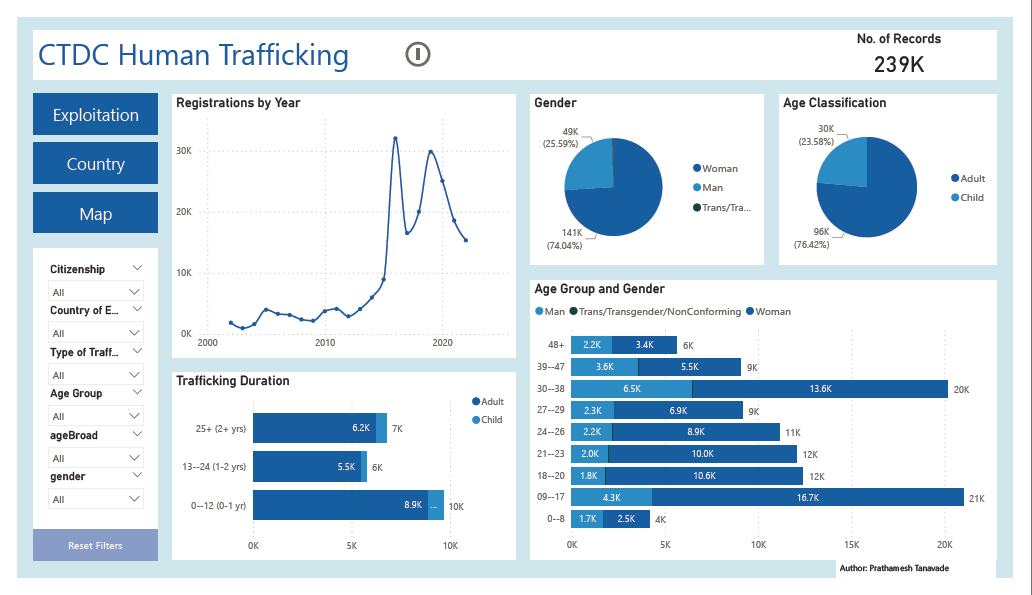 CTDC Human Trafficking
No. of Records
239K
Exploitation
Country
Map
Citizenship
All
Country of E...
All
Type of Traff...
All
Age Group
All
ageBroad
All
gender
All
Reset Filters
Registrations by Year
30K
20K
10K
0K
2000
2010
2020
Trafficking Duration
Adult
Child
25+ (2+ yrs)
6.2K
7K
13--24 (1-2 yrs)
5.5K
6K
0--12 (0-1 yr)
8.9K
...
10K
0K
5K
10K
Gender
49K
(25.59%)
141K
(74.04%)
Woman
Man
Trans/Tra...
Age Classification
30K
(23.58%)
96K
(76.42%)
Adult
Child
Age Group and Gender
Man Trans/Transgender/NonConforming Woman
48+ 2.2K 3.4K 6K
39--47 3.6K 5.5K 9K
30--38 6.5K 13.6K 20K
27--29 2.3K 6.9K 9K
24--26 2.2K 8.9K 11K
21--23 2.0K 10.0K 12K
18--20 1.8K 10.6K 12K
09--17 4.3K 16.7K 21K
0--8 1.7K 2.5K 4K
0K 5K 10K 15K 20K
Author: Prathamesh Tanavade